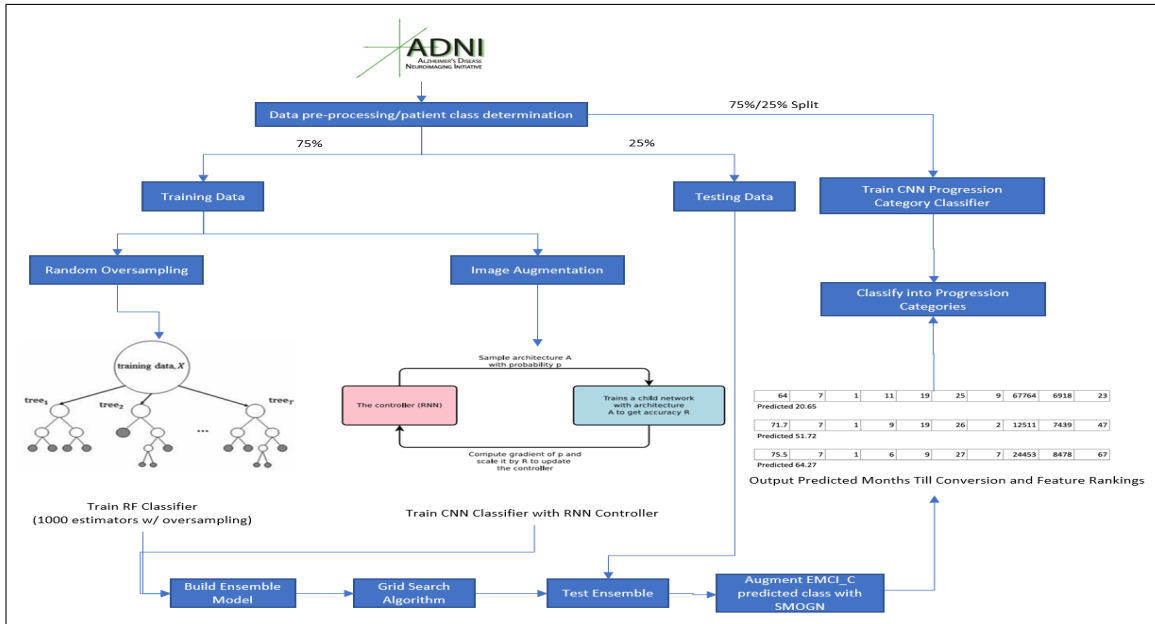 ADNI
ALZHEIMER'S DISEASE
NEUROIMAGING INITIATIVE
75%/25% Split
Data pre-processing/patient class determination
75%
25%
Training Data
Testing Data
Train CNN Progression
Category Classifier
Random Oversampling
Image Augmentation
Classify into Progression
Categories
training data, X
tree1
tree2
treeT
...
Sample architecture A
with probability p
The controller (RNN)
Trains a child network
with architecture
A to get accuracy R
Compute gradient of p and
scale it by R to update
the controller
64 7 1 11 19 25 9 67764 6918 23
Predicted 20.65
71.7 7 1 9 19 26 2 12511 7439 47
Predicted 51.72
75.5 7 1 6 9 27 7 24453 8478 67
Predicted 64.27
Output Predicted Months Till Conversion and Feature Rankings
Train RF Classifier
(1000 estimators w/ oversampling)
Train CNN Classifier with RNN Controller
Build Ensemble
Model
Grid Search
Algorithm
Test Ensemble
Augment EMCI_C
predicted class with
SMOGN